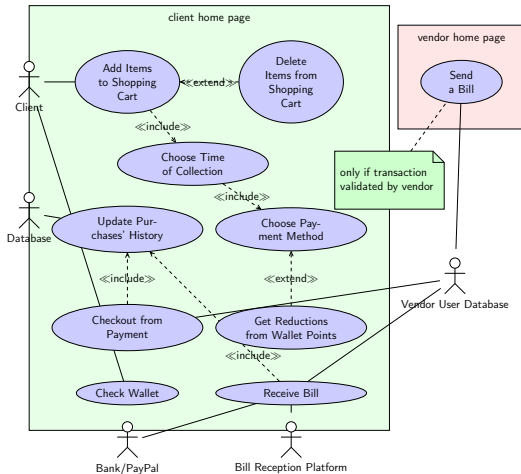 client home page
vendor home page
Add Items
to Shopping
Cart
≪extend≫
Delete
Items from
Shopping
Cart
Send
a Bill
Client
≪include≫
Choose Time
of Collection
only if transaction
validated by vendor
≪include≫
Database
Update Pur-
chases' History
Choose Pay-
ment Method
≪include≫
≪extend≫
Vendor User Database
Checkout from
Payment
Get Reductions
from Wallet Points
≪include≫
Check Wallet
Receive Bill
Bank/PayPal
Bill Reception Platform